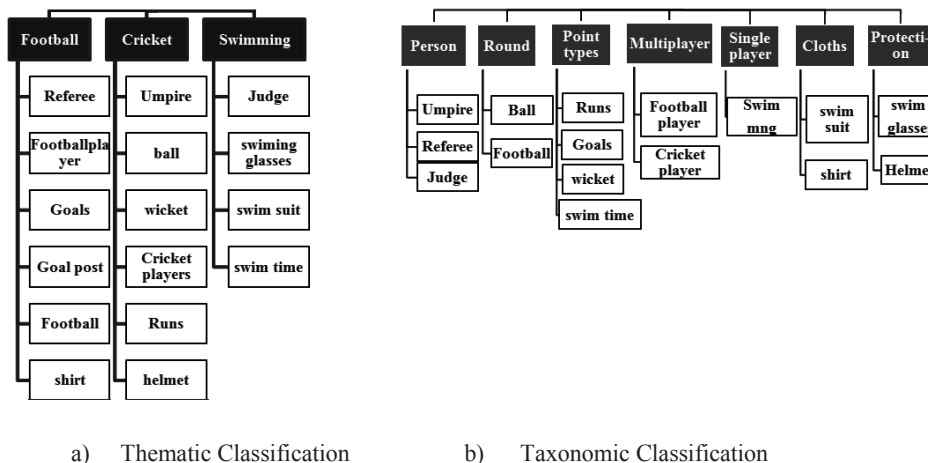 Football
Cricket
Swimming
Referee
Umpire
Judge
Footballpla
yer
ball
swiming
glasses
Goals
wicket
swim suit
Goal post
Cricket
players
swim time
Football
Runs
shirt
helmet
Person
Round
Point
types
Multiplayer
Single
player
Cloths
Protecti-
on
Umpire
Referee
Judge
Ball
Football
Runs
Goals
wicket
swim time
Football
player
Cricket
player
Swim
mng
swim
suit
shirt
swim
glasses
Helme
a) Thematic Classification
b) Taxonomic Classification